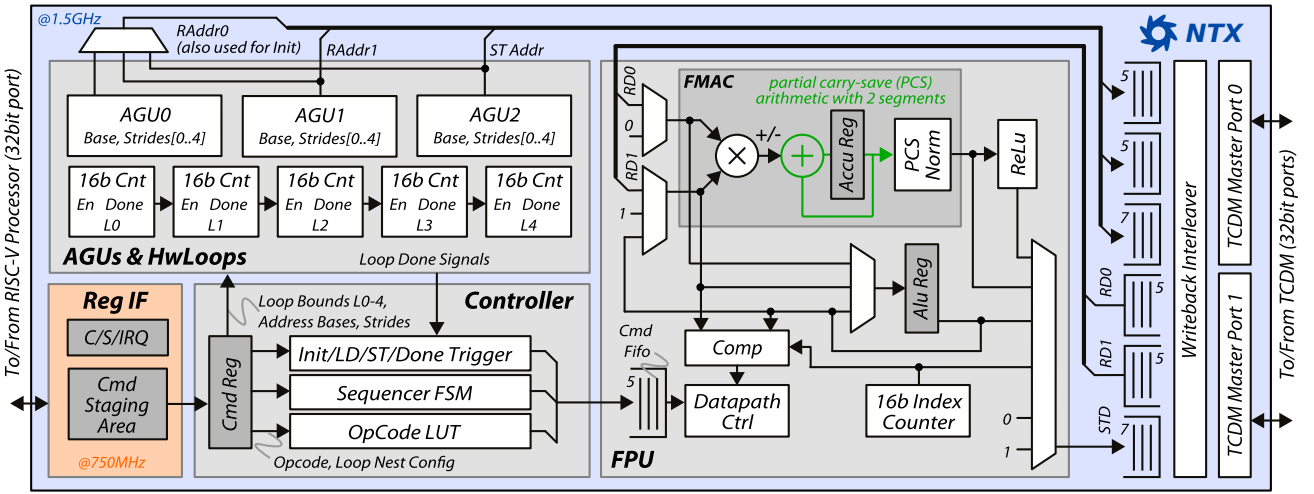 @1.5GHz
RAddr0
(also used for Init)
RAddr1
ST Addr
NTX
To/From RISC-V Processor (32bit port)
AGU0
Base, Strides[0..4]
AGU1
Base, Strides[0..4]
AGU2
Base, Strides[0..4]
16b Cnt
En Done
L0
16b Cnt
En Done
L1
16b Cnt
En Done
L2
16b Cnt
En Done
L3
16b Cnt
En Done
L4
AGUs & HwLoops
Loop Done Signals
Reg IF
C/S/IRQ
Cmd
Staging
Area
@750MHz
Controller
Loop Bounds L0-4,
Address Bases, Strides
Cmd Reg
Init/LD/ST/Done Trigger
Sequencer FSM
OpCode LUT
Opcode, Loop Nest Config
Cmd
Fifo
5
FPU
RD0
0
RD1
1
FMAC
partial carry-save (PCS)
arithmetic with 2 segments
+/-
Accu Reg
PCS
Norm
ReLu
Alu Reg
Comp
Datapath
Ctrl
16b Index
Counter
0
1
5
5
7
RD0
5
RD1
5
STD
7
Writeback Interleaver
TCDM Master Port 0
TCDM Master Port 1
To/From TCDM (32bit ports)